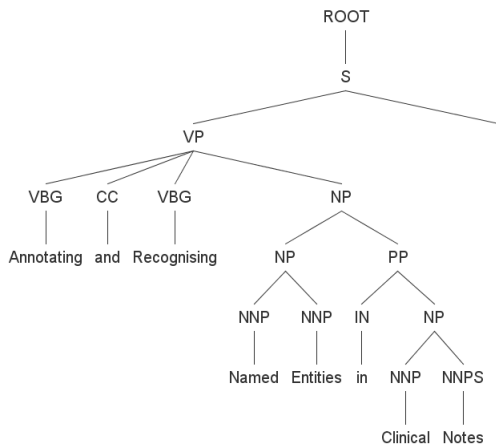 ROOT
S
VP
VBG CC VBG NP
Annotating and Recognising
NP PP
NNP NNP IN NP
Named Entities in NNP NNPS
Clinical Notes